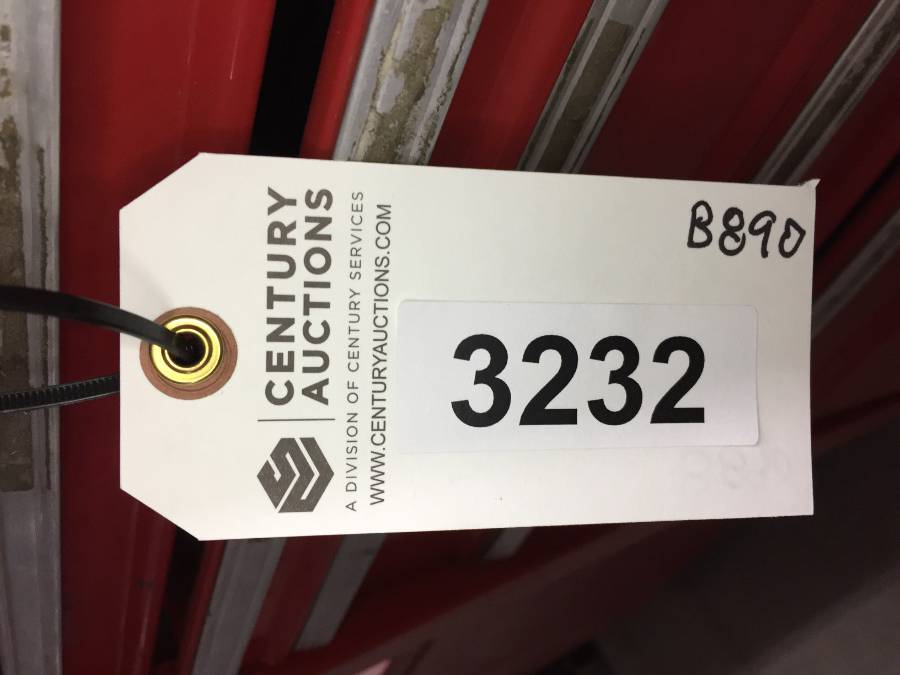 CENTURY
AUCTIONS
A DIVISION OF CENTURY SERVICES
WWW.CENTURYAUCTIONS.COM
3232
B890